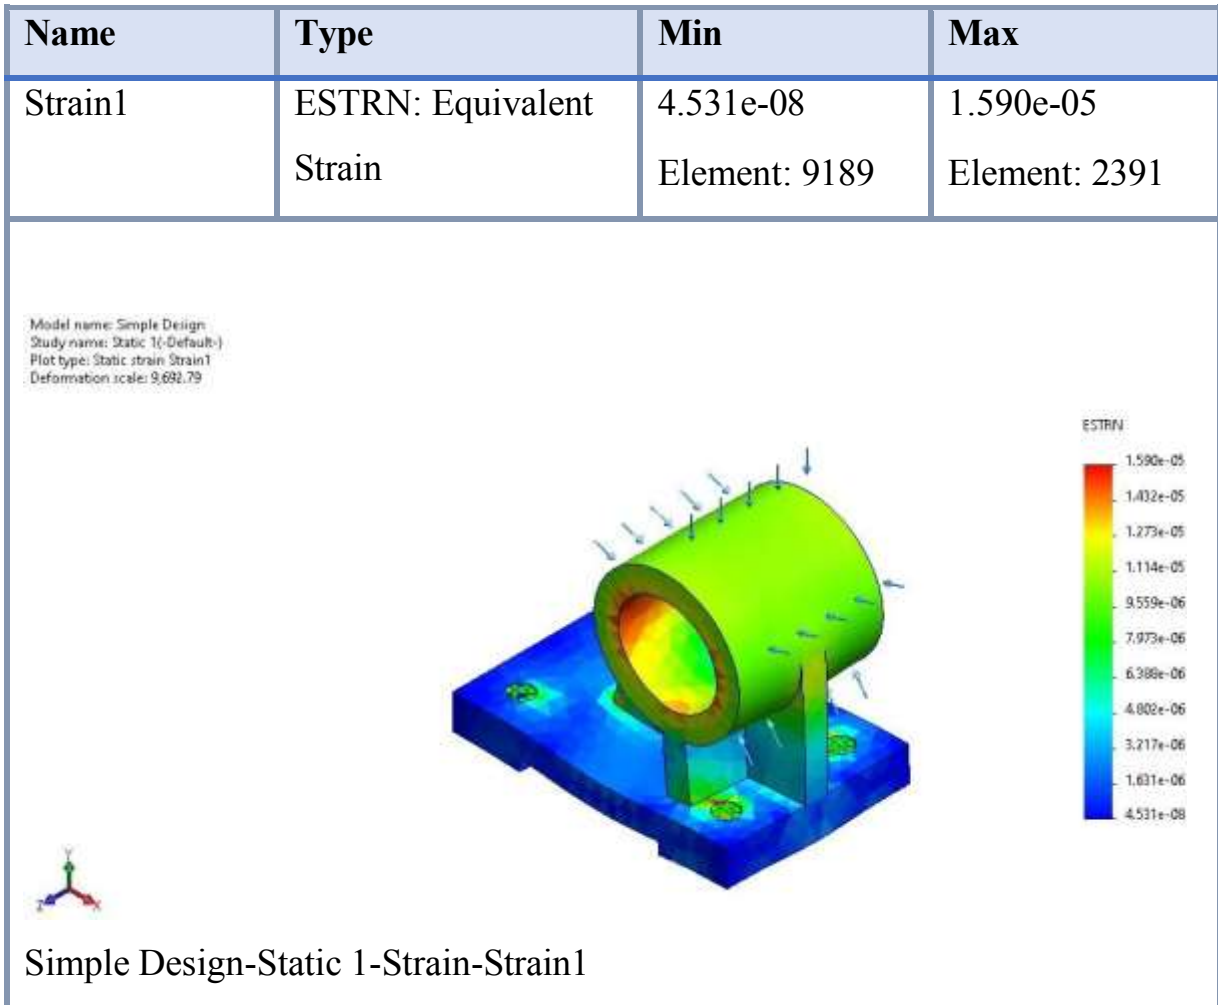 Name Type Min Max
Strain1 ESTRN: Equivalent Strain 4.531e-08 Element: 9189 1.590e-05 Element: 2391
Model name: Simple Design
Study name: Static 1(-Default-)
Plot type: Static strain Strain1
Deformation scale: 9,692.79
ESTRN
1.590e-05
1.432e-05
1.273e-05
1.114e-05
9.559e-06
7.973e-06
6.388e-06
4.802e-06
3.217e-06
1.631e-06
4.531e-08
Y
Z
X
Simple Design-Static 1-Strain-Strain1